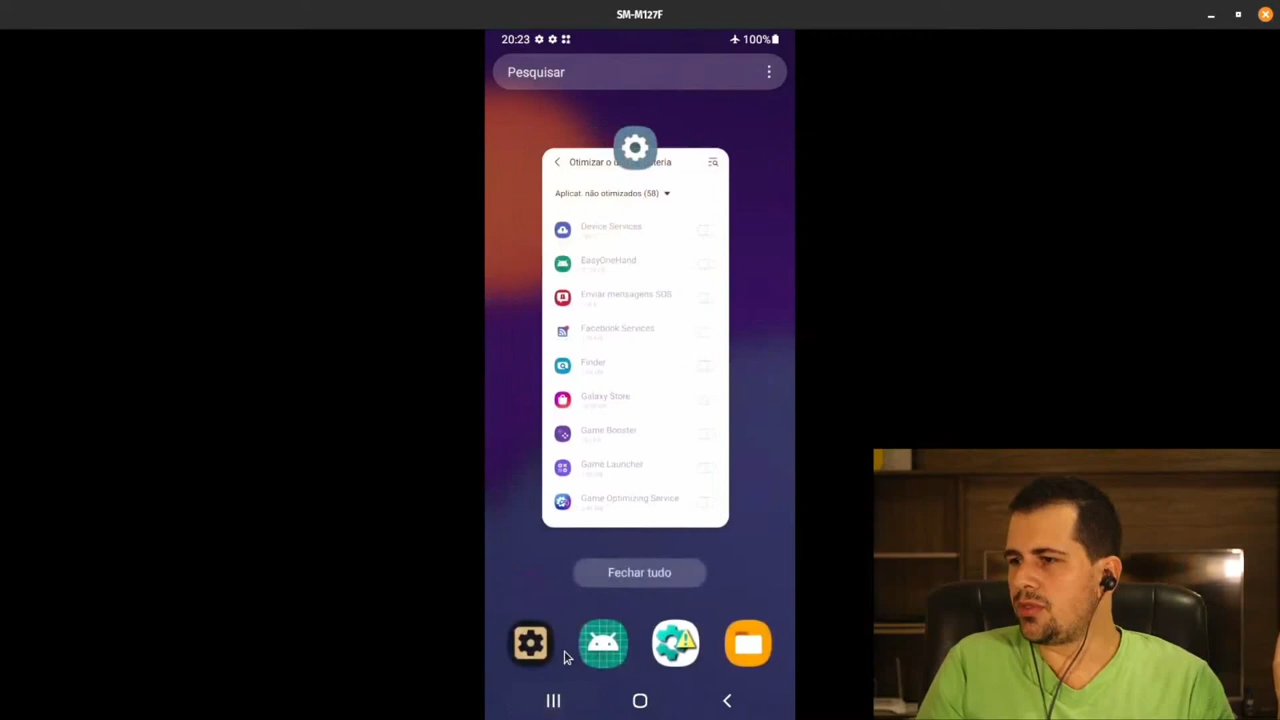 SM-M127F
20:23
100%
Pesquisar
Otimizar o
Aplicat. não otimizados (58)
Device Services
EasyOneHand
Enviar mensagens SOS
Facebook Services
Finder
Galaxy Store
Game Booster
Game Launcher
Game Optimizing Service
Fechar tudo